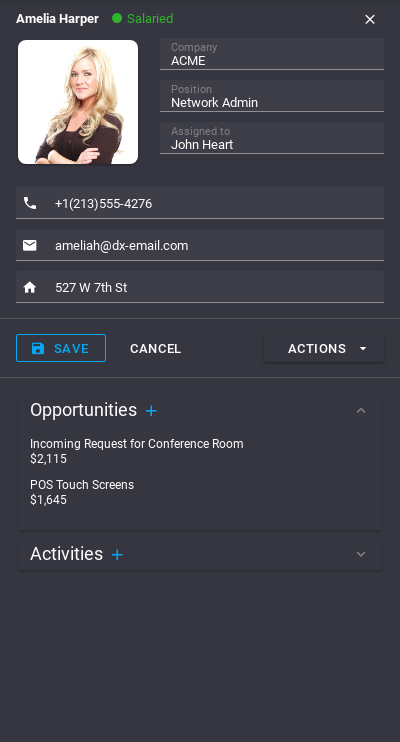 Amelia Harper Salaried
Company
ACME
Position
Network Admin
Assigned to
John Heart
+1(213)555-4276
ameliah@dx-email.com
527 W 7th St
SAVE CANCEL ACTIONS
Opportunities +
Incoming Request for Conference Room
$2,115
POS Touch Screens
$1,645
Activities +